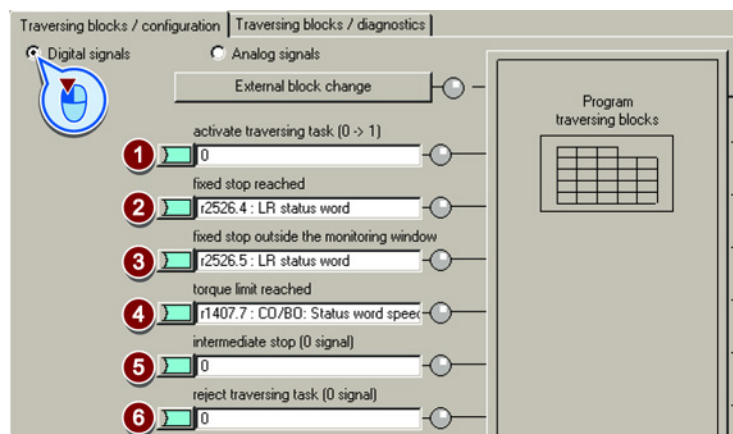 Traversing blocks / configuration Traversing blocks / diagnostics
Digital signals Analog signals
External block change
Program
traversing blocks
activate traversing task (0 -> 1)
1 0
fixed stop reached
2 r2526.4 : LR status word
fixed stop outside the monitoring window
3 r2526.5 : LR status word
torque limit reached
4 r1407.7 : CO/BO: Status word speec
intermediate stop (0 signal)
5 0
reject traversing task (0 signal)
6 0